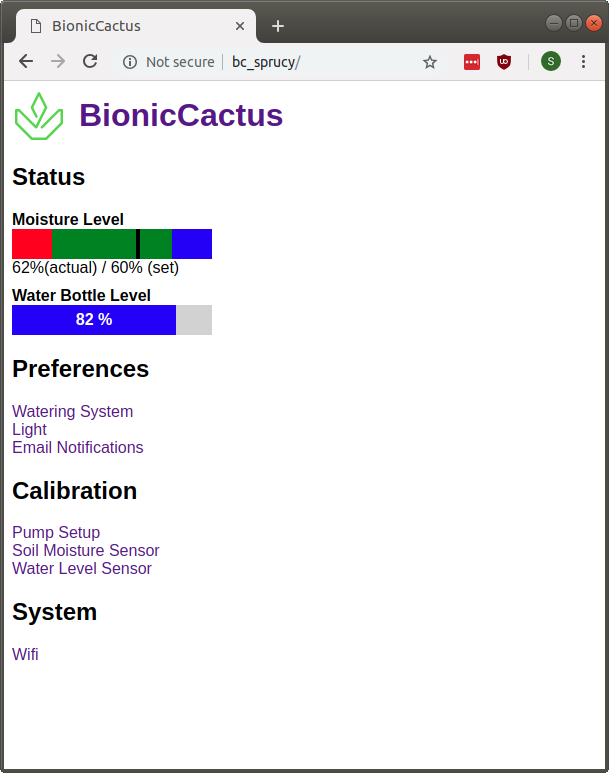 BionicCactus
Not secure
bc_sprucy/
S
BionicCactus
Status
Moisture Level
62%(actual) / 60% (set)
Water Bottle Level
82 %
Preferences
Watering System
Light
Email Notifications
Calibration
Pump Setup
Soil Moisture Sensor
Water Level Sensor
System
Wifi